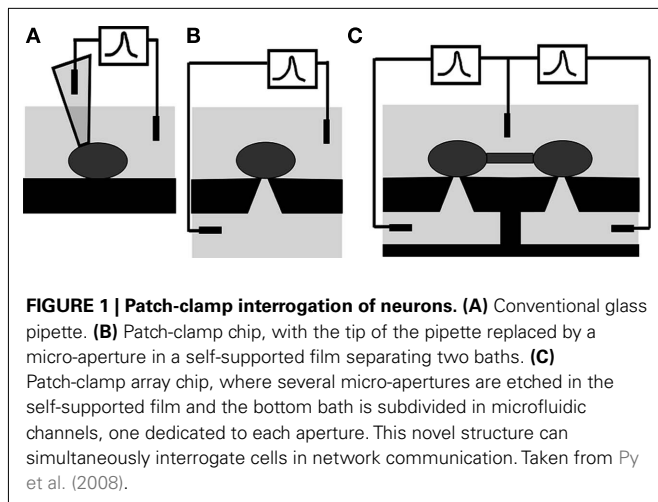 A
B
C
FIGURE 1 | Patch-clamp interrogation of neurons. (A) Conventional glass
pipette. (B) Patch-clamp chip, with the tip of the pipette replaced by a
micro-aperture in a self-supported film separating two baths. (C)
Patch-clamp array chip, where several micro-apertures are etched in the
self-supported film and the bottom bath is subdivided in microfluidic
channels, one dedicated to each aperture. This novel structure can
simultaneously interrogate cells in network communication. Taken from Py
et al. (2008).